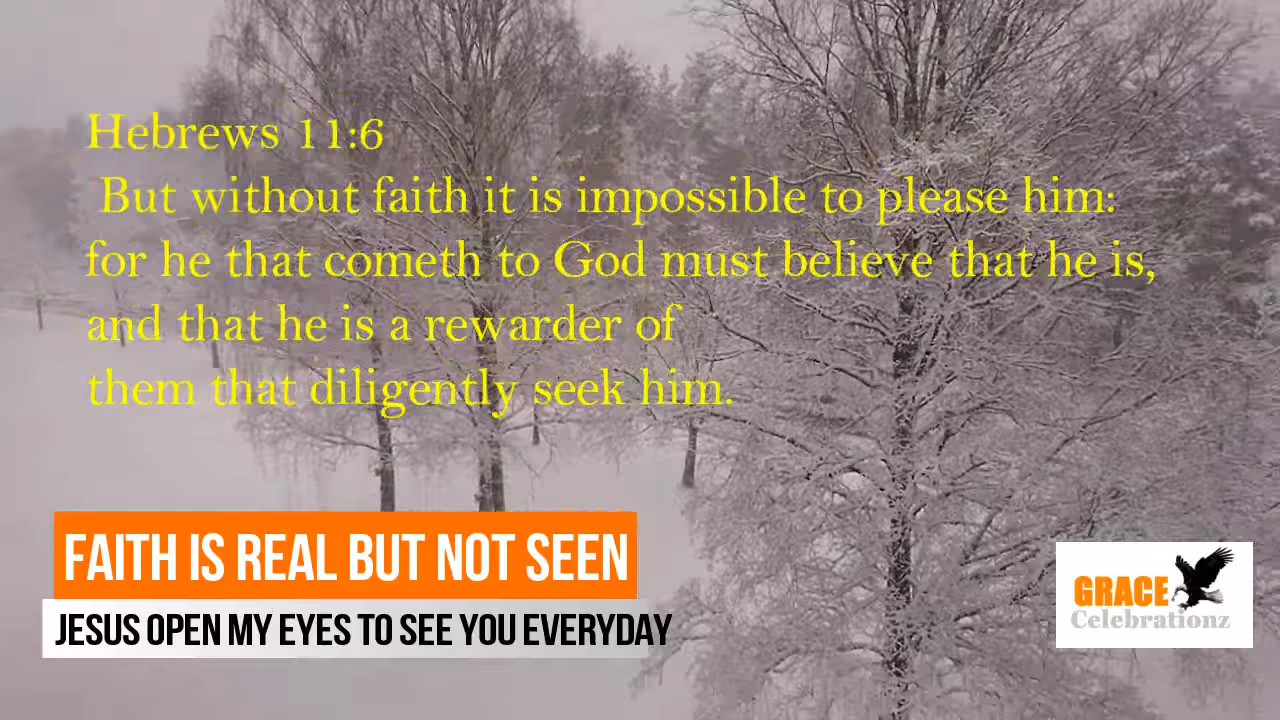 Hebrews 11:6
But without faith it is impossible to please him:
for he that cometh to God must believe that he is,
and that he is a rewarder of
them that diligently seek him.
FAITH IS REAL BUT NOT SEEN
JESUS OPEN MY EYES TO SEE YOU EVERYDAY
GRACE
Celebrationz